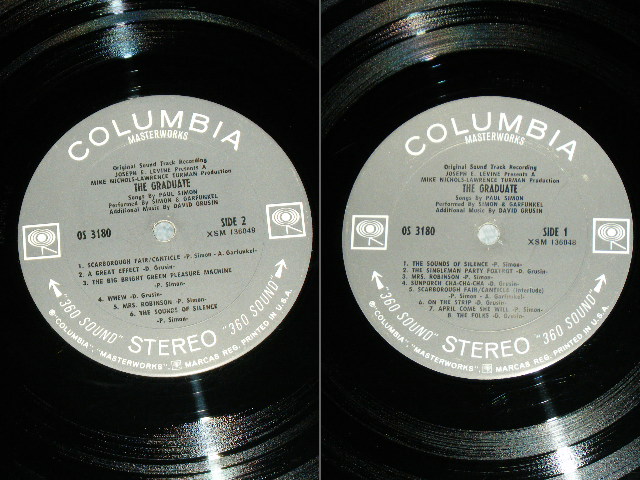 COLUMBIA
MASTERWORKS
Original Sound Track Recording
JOSEPH E. LEVINE Presents A
MIKE NICHOLS-LAWRENCE TURMAN Production
THE GRADUATE
Songs By PAUL SIMON
Performed By SIMON & GARFUNKEL
Additional Music By DAVID GRUSIN
OS 3180
SIDE 2
XSM 136049
1. SCARBOROUGH FAIR/CANTICLE -P. Simon - A. Garfunkel-
2. A GREAT EFFECT -D. Grusin-
3. THE BIG BRIGHT GREEN PLEASURE MACHINE
-P. Simon-
4. WHEW -D. Grusin-
5. MRS. ROBINSON -P. Simon-
6. THE SOUNDS OF SILENCE
-P. Simon-
"360 SOUND" STEREO "360 SOUND"
® "COLUMBIA", "MASTERWORKS", MARCAS REG. PRINTED IN U.S.A.
COLUMBIA
MASTERWORKS
Original Sound Track Recording
JOSEPH E. LEVINE Presents A
MIKE NICHOLS-LAWRENCE TURMAN Production
THE GRADUATE
Songs By PAUL SIMON
Performed By SIMON & GARFUNKEL
Additional Music By DAVID GRUSIN
OS 3180
SIDE 1
XSM 136048
1. THE SOUNDS OF SILENCE -P. Simon-
2. THE SINGLEMAN PARTY FOXTROT -D. Grusin-
3. MRS. ROBINSON -P. Simon-
4. SUNPORCH CHA-CHA-CHA -D. Grusin-
5. SCARBOROUGH FAIR/CANTICLE (Interlude)
-P. Simon - A. Garfunkel-
6. ON THE STRIP -D. Grusin-
7. APRIL COME SHE WILL -P. Simon-
8. THE FOLKS -D. Grusin-
"360 SOUND" STEREO "360 SOUND"
® "COLUMBIA", "MASTERWORKS", MARCAS REG. PRINTED IN U.S.A.